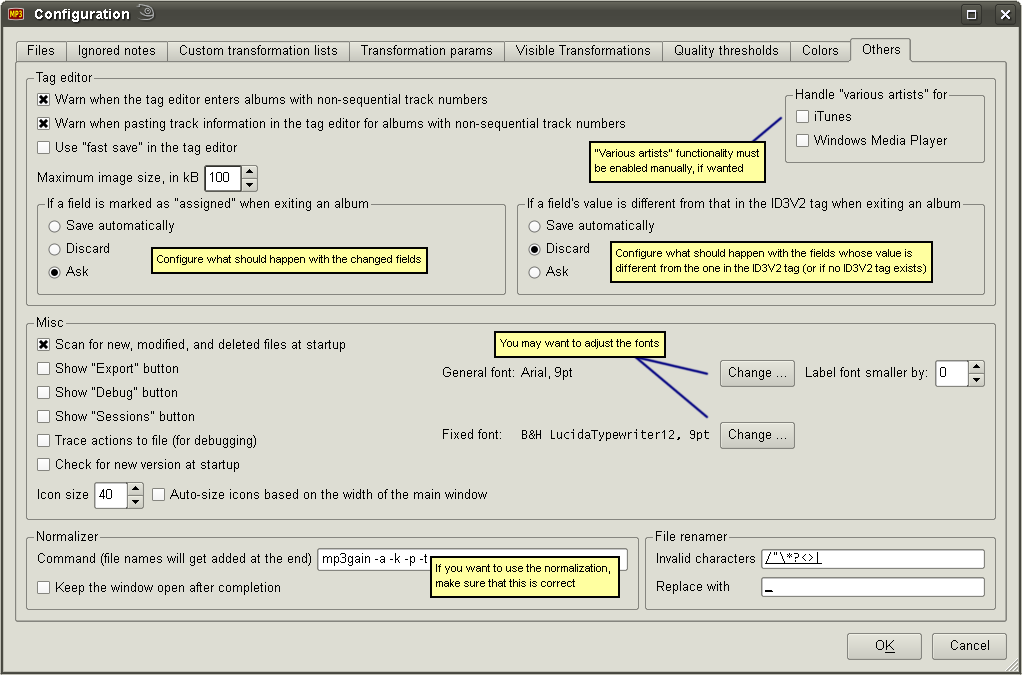 MP3 Configuration
Files Ignored notes Custom transformation lists Transformation params Visible Transformations Quality thresholds Colors Others
Tag editor
Warn when the tag editor enters albums with non-sequential track numbers
Warn when pasting track information in the tag editor for albums with non-sequential track numbers
Use "fast save" in the tag editor
Maximum image size, in kB 100
Handle "various artists" for
iTunes
Windows Media Player
"Various artists" functionality must
be enabled manually, if wanted
If a field is marked as "assigned" when exiting an album
Save automatically
Discard
Ask
Configure what should happen with the changed fields
If a field's value is different from that in the ID3V2 tag when exiting an album
Save automatically
Discard
Ask
Configure what should happen with the fields whose value is
different from the one in the ID3V2 tag (or if no ID3V2 tag exists)
Misc
Scan for new, modified, and deleted files at startup
Show "Export" button
Show "Debug" button
Show "Sessions" button
Trace actions to file (for debugging)
Check for new version at startup
Icon size 40 Auto-size icons based on the width of the main window
You may want to adjust the fonts
General font: Arial, 9pt Change ... Label font smaller by: 0
Fixed font: B&H LucidaTypewriter12, 9pt Change ...
Normalizer
Command (file names will get added at the end) mp3gain -a -k -p -t
Keep the window open after completion
If you want to use the normalization,
make sure that this is correct
File renamer
Invalid characters /"\*?<>|
Replace with _
OK Cancel